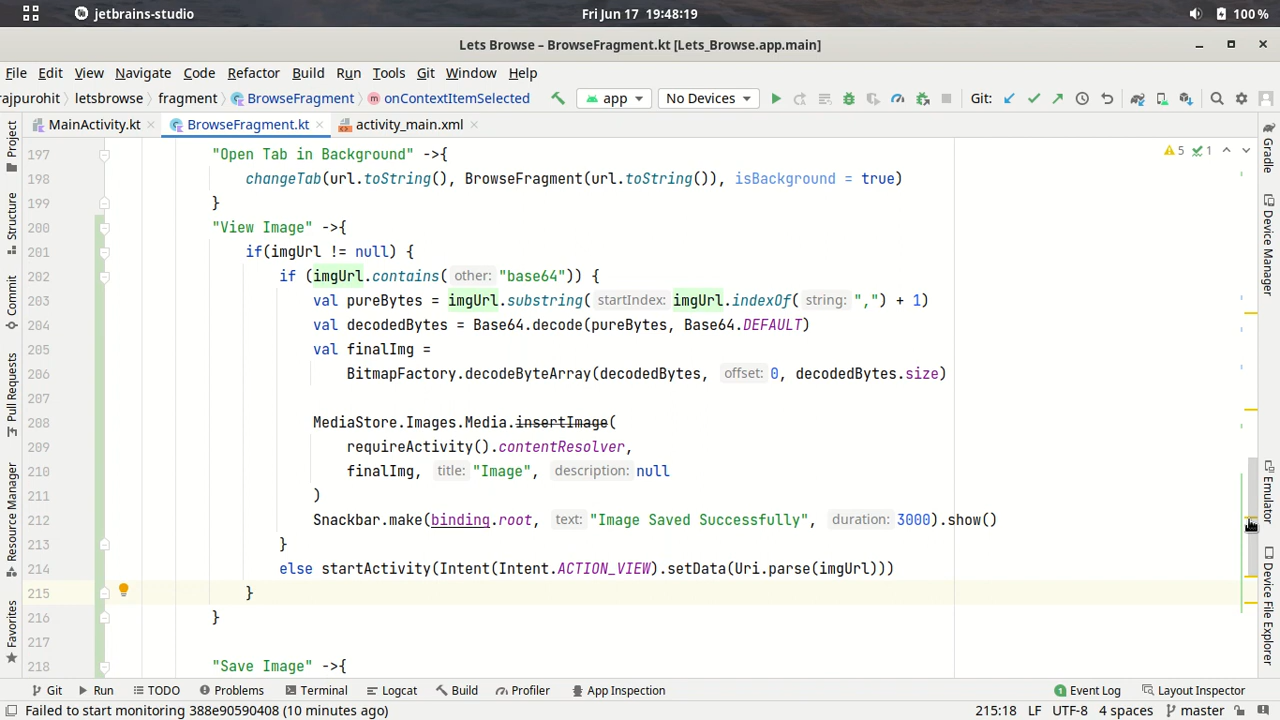 jetbrains-studio
Fri Jun 17 19:48:19
100 %
Lets Browse – BrowseFragment.kt [Lets_Browse.app.main]
File Edit View Navigate Code Refactor Build Run Tools Git Window Help
rajpurohit letsbrowse fragment BrowseFragment onContextItemSelected app No Devices Git:
MainActivity.kt BrowseFragment.kt activity_main.xml
5 1
197 "Open Tab in Background" ->{
198 changeTab(url.toString(), BrowseFragment(url.toString()), isBackground = true)
199 }
200 "View Image" ->{
201 if(imgUrl != null) {
202 if (imgUrl.contains( other: "base64")) {
203 val pureBytes = imgUrl.substring( startIndex: imgUrl.indexOf( string: ",") + 1)
204 val decodedBytes = Base64.decode(pureBytes, Base64.DEFAULT)
205 val finalImg =
206 BitmapFactory.decodeByteArray(decodedBytes, offset: 0, decodedBytes.size)
207
208 MediaStore.Images.Media.insertImage(
209 requireActivity().contentResolver,
210 finalImg, title: "Image", description: null
211 )
212 Snackbar.make(binding.root, text: "Image Saved Successfully", duration: 3000).show()
213 }
214 else startActivity(Intent(Intent.ACTION_VIEW).setData(Uri.parse(imgUrl)))
215 }
216 }
217
218 "Save Image" ->{
Project
Structure
Commit
Pull Requests
Resource Manager
Favorites
Gradle
Device Manager
Emulator
Device File Explorer
Git Run TODO Problems Terminal Logcat Build Profiler App Inspection 1 Event Log Layout Inspector
Failed to start monitoring 388e90590408 (10 minutes ago) 215:18 LF UTF-8 4 spaces master